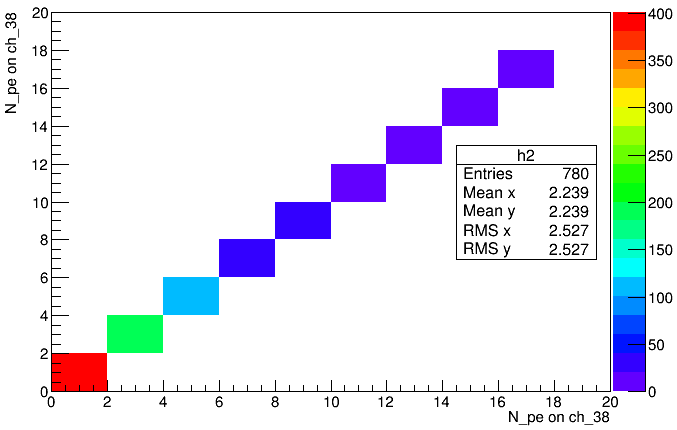 N_pe on ch_38
20
18
16
14
12
10
8
6
4
2
0
0 2 4 6 8 10 12 14 16 18 20
N_pe on ch_38
h2
Entries 780
Mean x 2.239
Mean y 2.239
RMS x 2.527
RMS y 2.527
400
350
300
250
200
150
100
50
0